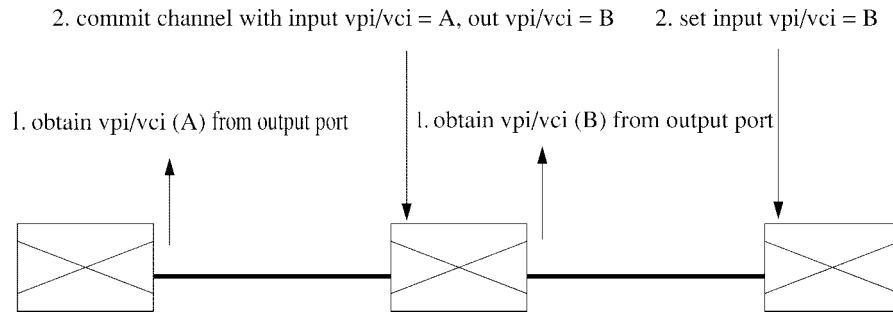 2. commit channel with input vpi/vci = A, out vpi/vci = B
2. set input vpi/vci = B
1. obtain vpi/vci (A) from output port
1. obtain vpi/vci (B) from output port